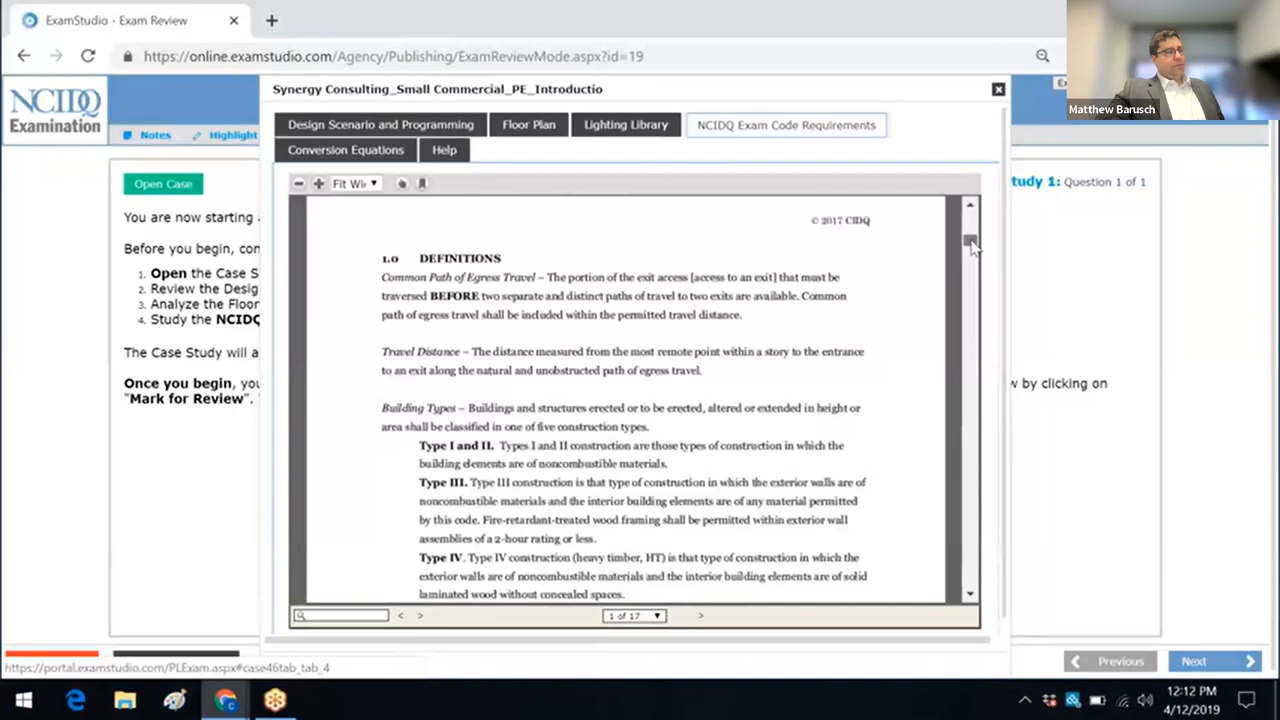 ExamStudio - Exam Review
https://online.examstudio.com/Agency/Publishing/ExamReviewMode.aspx?id=19
Matthew Barusch
NCIDQ
Examination
Notes
Highlight
Synergy Consulting_Small Commercial_PE_Introductio
Design Scenario and Programming
Floor Plan
Lighting Library
NCIDQ Exam Code Requirements
Conversion Equations
Help
Open Case
tudy 1: Question 1 of 1
You are now starting
Before you begin, con
1. Open the Case S
2. Review the Desig
3. Analyze the Floor
4. Study the NCIDQ
The Case Study will a
Once you begin, you
w by clicking on
"Mark for Review".
Fit Wi
© 2017 CIDQ
1.0 DEFINITIONS
Common Path of Egress Travel – The portion of the exit access [access to an exit] that must be
traversed BEFORE two separate and distinct paths of travel to two exits are available. Common
path of egress travel shall be included within the permitted travel distance.
Travel Distance – The distance measured from the most remote point within a story to the entrance
to an exit along the natural and unobstructed path of egress travel.
Building Types – Buildings and structures erected or to be erected, altered or extended in height or
area shall be classified in one of five construction types.
Type I and II. Types I and II construction are those types of construction in which the
building elements are of noncombustible materials.
Type III. Type III construction is that type of construction in which the exterior walls are of
noncombustible materials and the interior building elements are of any material permitted
by this code. Fire-retardant-treated wood framing shall be permitted within exterior wall
assemblies of a 2-hour rating or less.
Type IV. Type IV construction (heavy timber, HT) is that type of construction in which the
exterior walls are of noncombustible materials and the interior building elements are of solid
laminated wood without concealed spaces.
1 of 17
https://portal.examstudio.com/PLExam.aspx#case46tab_tab_4
Previous
Next
12:12 PM
4/12/2019